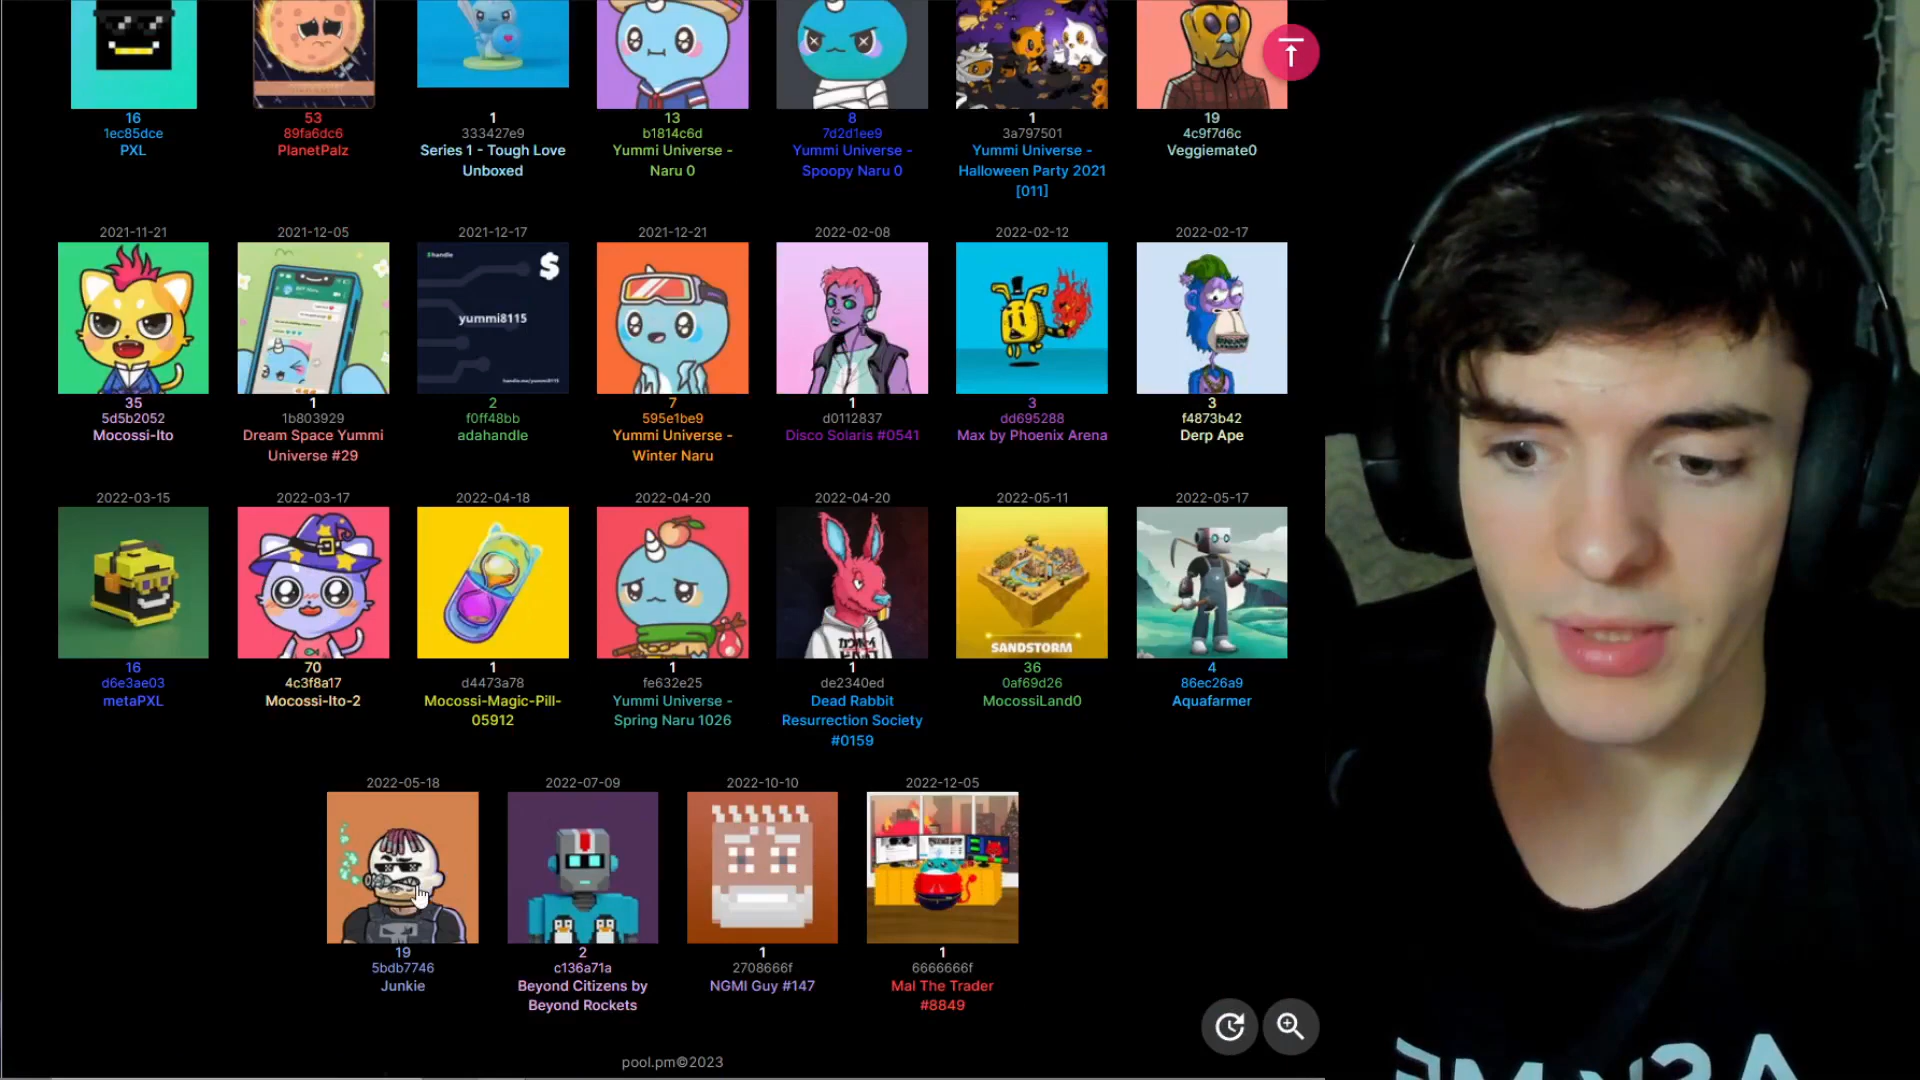 16
1ec85dce
PXL
53
89fa6dc6
PlanetPalz
1
333427e9
Series 1 - Tough Love
Unboxed
13
b1814c6d
Yummi Universe -
Naru 0
8
7d2d1ee9
Yummi Universe -
Spoopy Naru 0
1
3a797501
Yummi Universe -
Halloween Party 2021
[011]
19
4c9f7d6c
Veggiemate0
2021-11-21
35
5d5b2052
Mocossi-Ito
2021-12-05
1
1b803929
Dream Space Yummi
Universe #29
2021-12-17
$handle
$
yummi8115
handle.me/yummi8115
2
f0ff48bb
adahandle
2021-12-21
7
595e1be9
Yummi Universe -
Winter Naru
2022-02-08
1
d0112837
Disco Solaris #0541
2022-02-12
3
dd695288
Max by Phoenix Arena
2022-02-17
3
f4873b42
Derp Ape
2022-03-15
16
d6e3ae03
metaPXL
2022-03-17
70
4c3f8a17
Mocossi-Ito-2
2022-04-18
1
d4473a78
Mocossi-Magic-Pill-
05912
2022-04-20
1
fe632e25
Yummi Universe -
Spring Naru 1026
2022-04-20
1
de2340ed
Dead Rabbit
Resurrection Society
#0159
2022-05-11
SANDSTORM
36
0af69d26
MocossiLand0
2022-05-17
4
86ec26a9
Aquafarmer
2022-05-18
19
5bdb7746
Junkie
2022-07-09
2
c136a71a
Beyond Citizens by
Beyond Rockets
2022-10-10
1
2708666f
NGMI Guy #147
2022-12-05
1
6666666f
Mal The Trader
#8849
pool.pm©2023